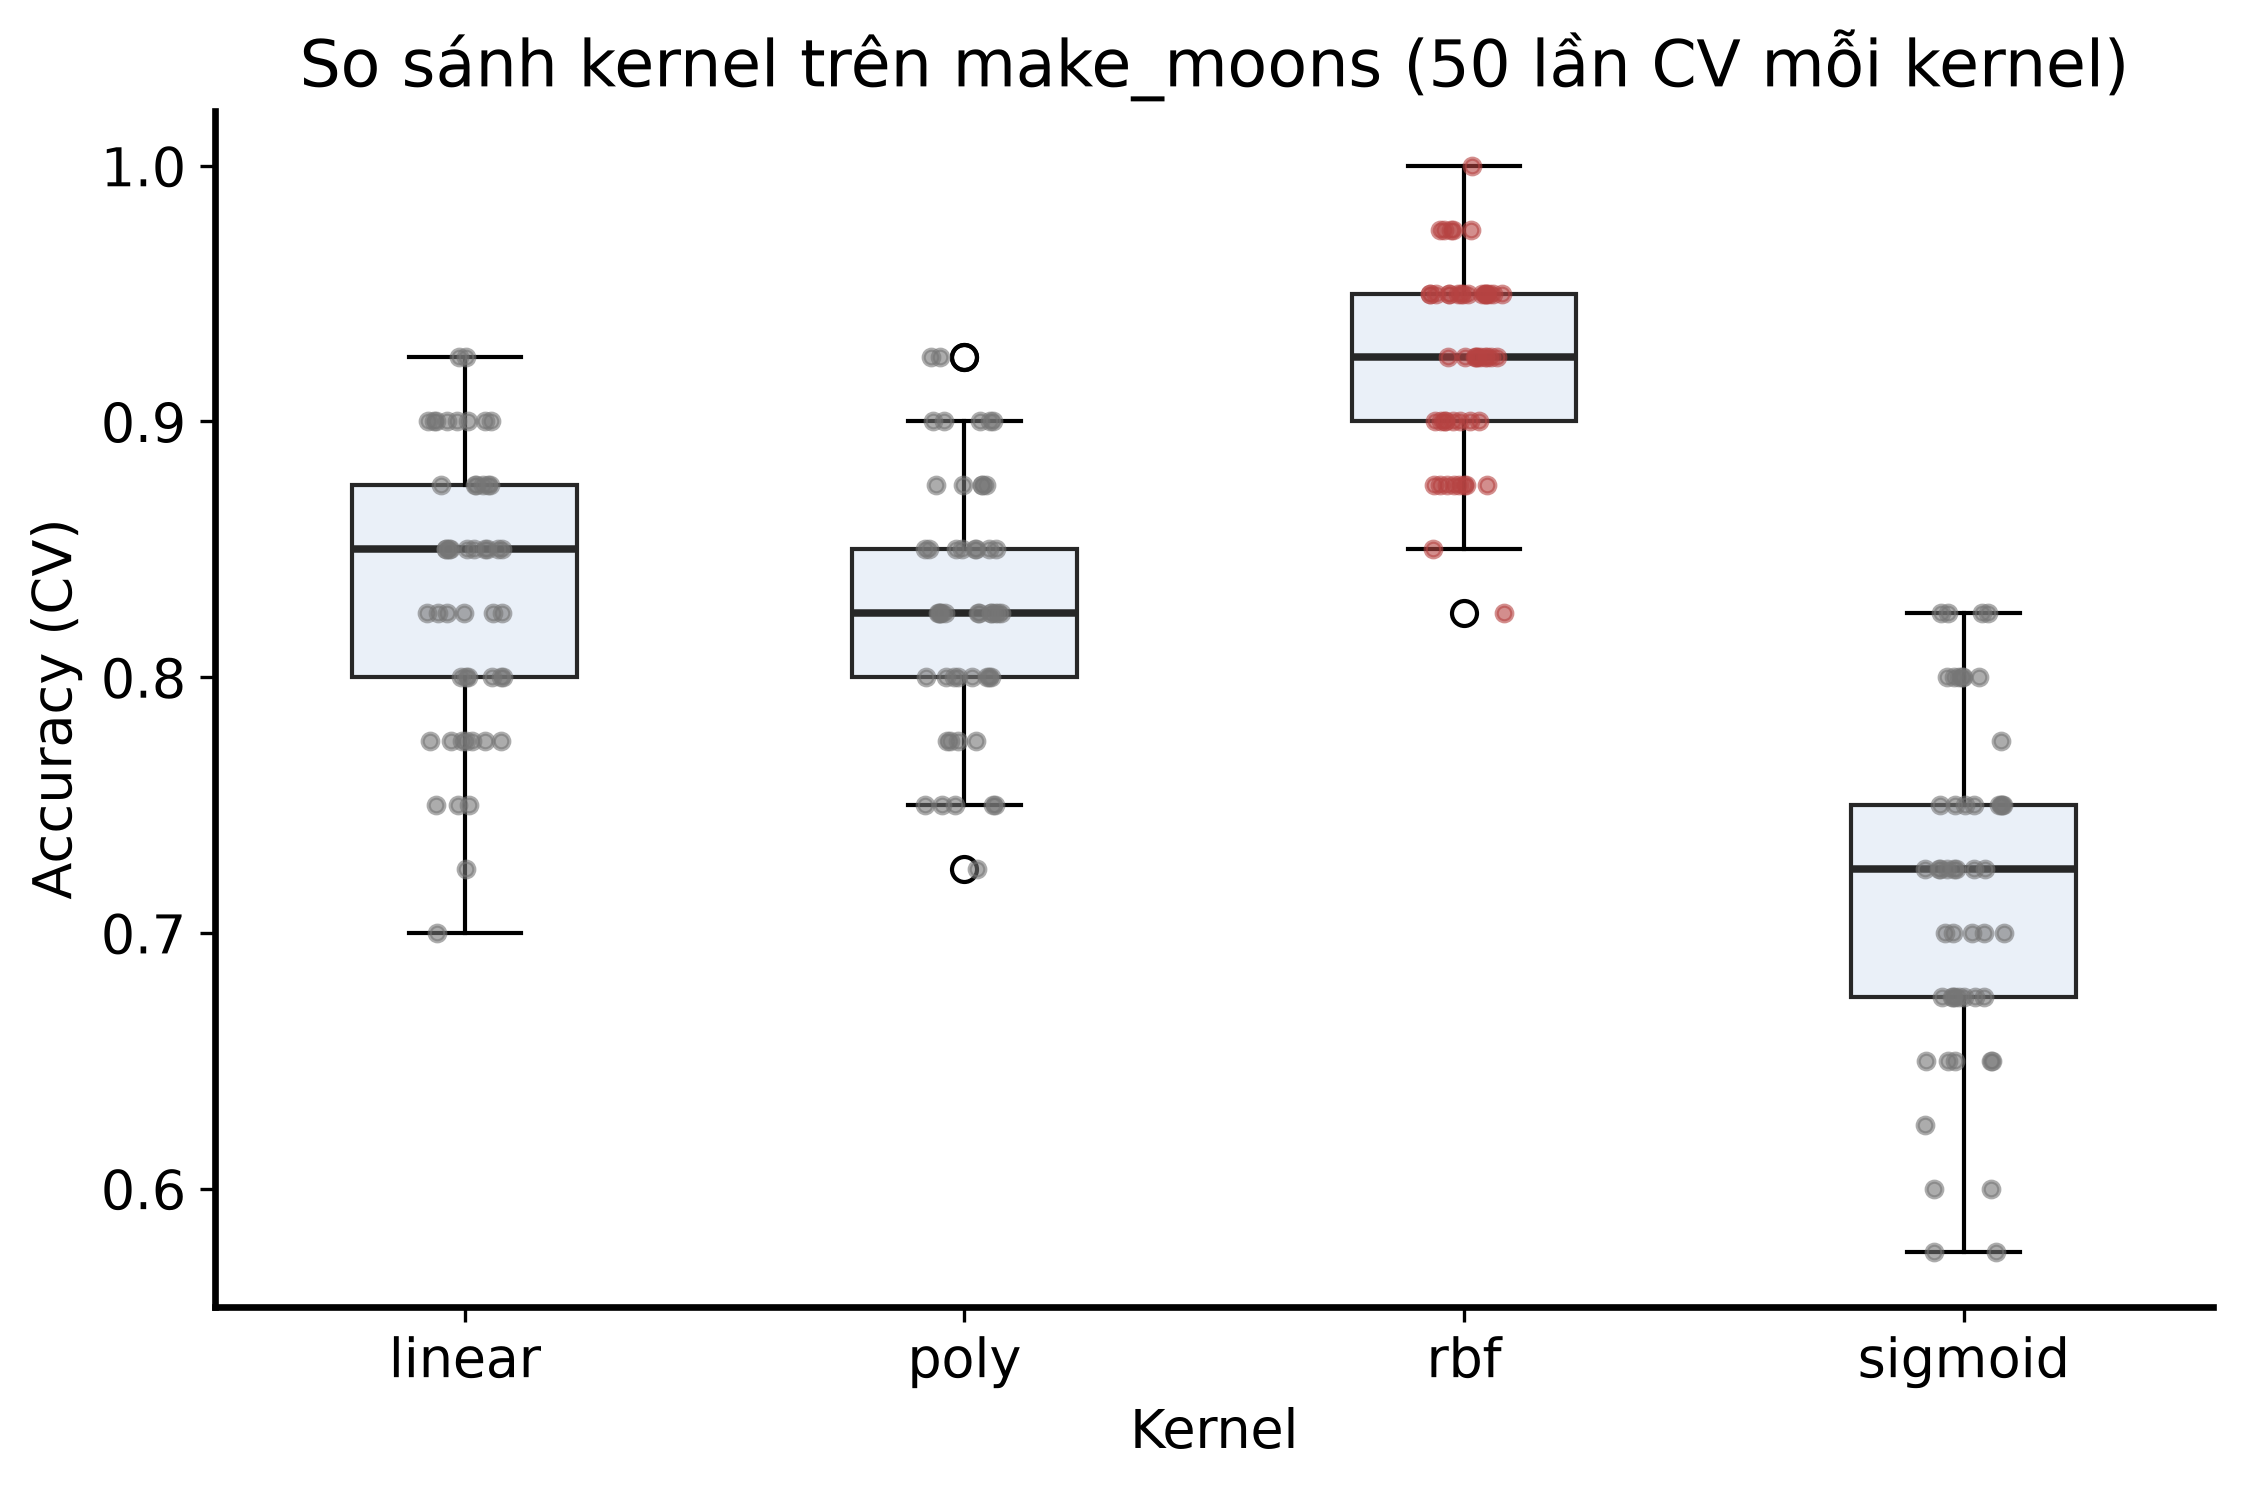 So sánh kernel trên make_moons (50 lần CV mỗi kernel)
1.0
0.9
0.8
0.7
0.6
Accuracy (CV)
linear poly rbf sigmoid
Kernel